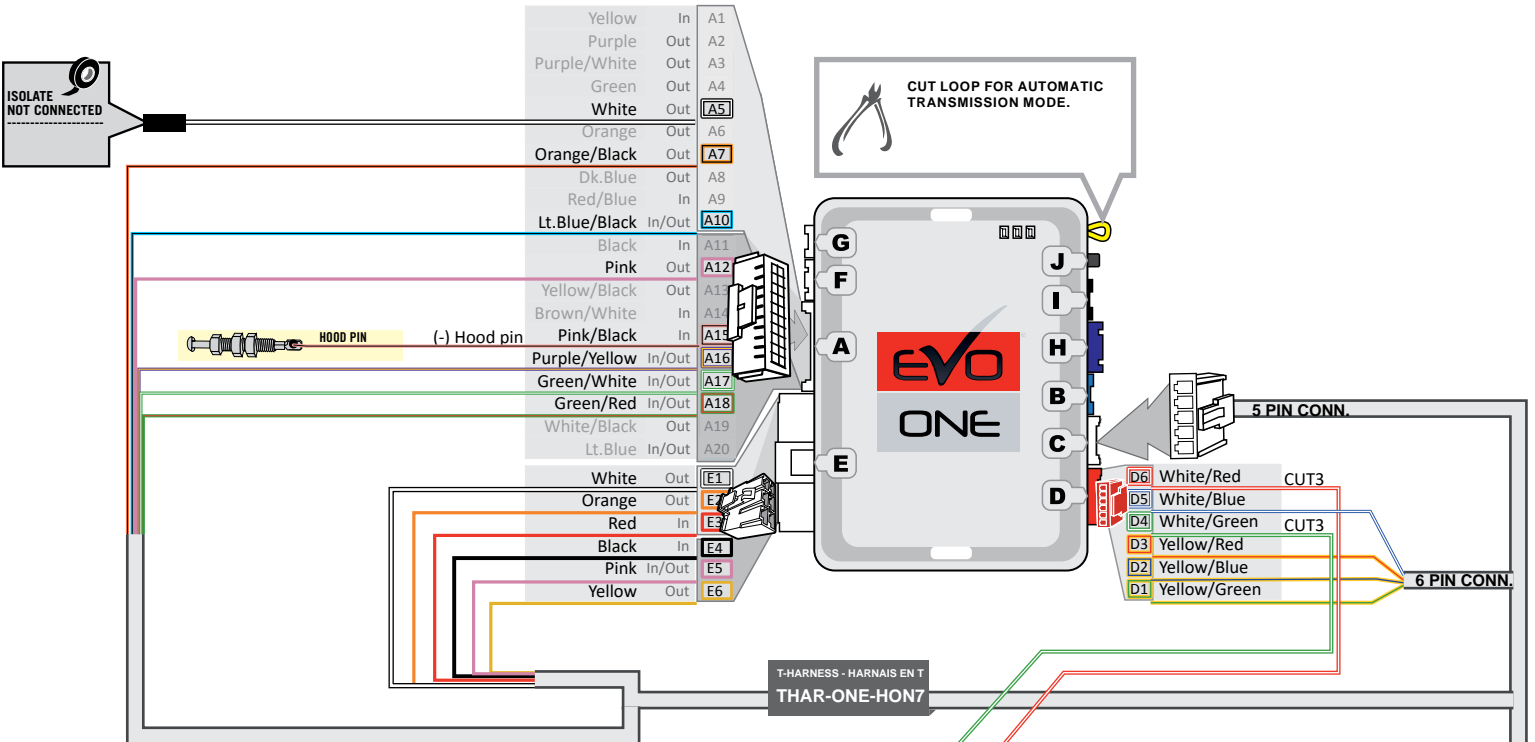 Yellow In A1
Purple Out A2
Purple/White Out A3
Green Out A4
White Out A5
Orange Out A6
Orange/Black Out A7
Dk.Blue Out A8
Red/Blue In A9
Lt.Blue/Black In/Out A10
Black In A11
Pink Out A12
Yellow/Black Out A13
Brown/White In A14
(-) Hood pin Pink/Black In A15
Purple/Yellow In/Out A16
Green/White In/Out A17
Green/Red In/Out A18
White/Black Out A19
Lt.Blue In/Out A20
White Out E1
Orange Out E2
Red In E3
Black In E4
Pink In/Out E5
Yellow Out E6
ISOLATE
NOT CONNECTED
HOOD PIN
CUT LOOP FOR AUTOMATIC
TRANSMISSION MODE.
G
F
A
E
J
I
H
B
C
D
EVO
ONE
5 PIN CONN.
D6 White/Red CUT3
D5 White/Blue
D4 White/Green CUT3
D3 Yellow/Red
D2 Yellow/Blue
D1 Yellow/Green
6 PIN CONN.
T-HARNESS - HARNAIS EN T
THAR-ONE-HON7